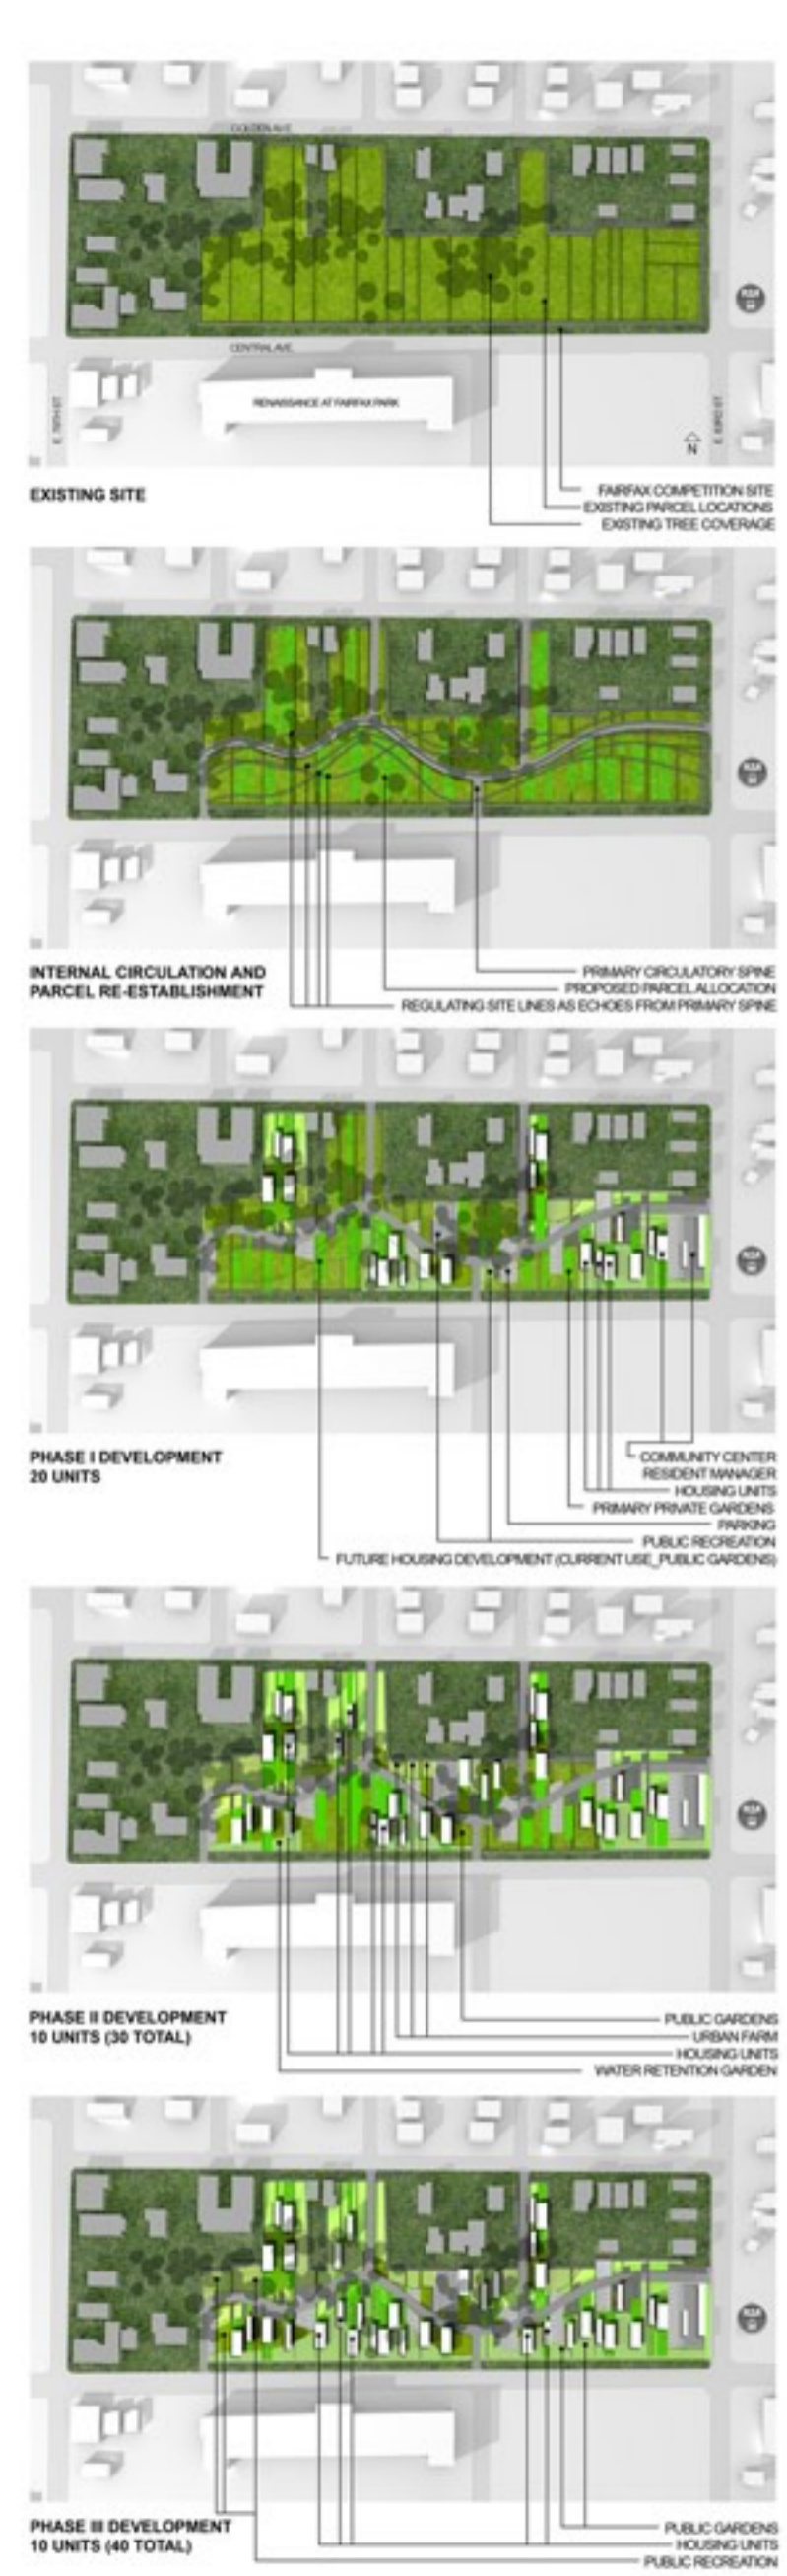 GOLDEN AVE.
CENTRAL AVE.
RENAISSANCE AT FAIRFAX PARK
E. 79TH ST.
E. 83RD ST.
N
EXISTING SITE
FAIRFAX COMPETITION SITE
EXISTING PARCEL LOCATIONS
EXISTING TREE COVERAGE
INTERNAL CIRCULATION AND
PARCEL RE-ESTABLISHMENT
PRIMARY CIRCULATORY SPINE
PROPOSED PARCEL ALLOCATION
REGULATING SITE LINES AS ECHOES FROM PRIMARY SPINE
PHASE I DEVELOPMENT
20 UNITS
COMMUNITY CENTER
RESIDENT MANAGER
HOUSING UNITS
PRIMARY PRIVATE GARDENS
PARKING
PUBLIC RECREATION
FUTURE HOUSING DEVELOPMENT (CURRENT USE_PUBLIC GARDENS)
PHASE II DEVELOPMENT
10 UNITS (30 TOTAL)
PUBLIC GARDENS
URBAN FARM
HOUSING UNITS
WATER RETENTION GARDEN
PHASE III DEVELOPMENT
10 UNITS (40 TOTAL)
PUBLIC GARDENS
HOUSING UNITS
PUBLIC RECREATION